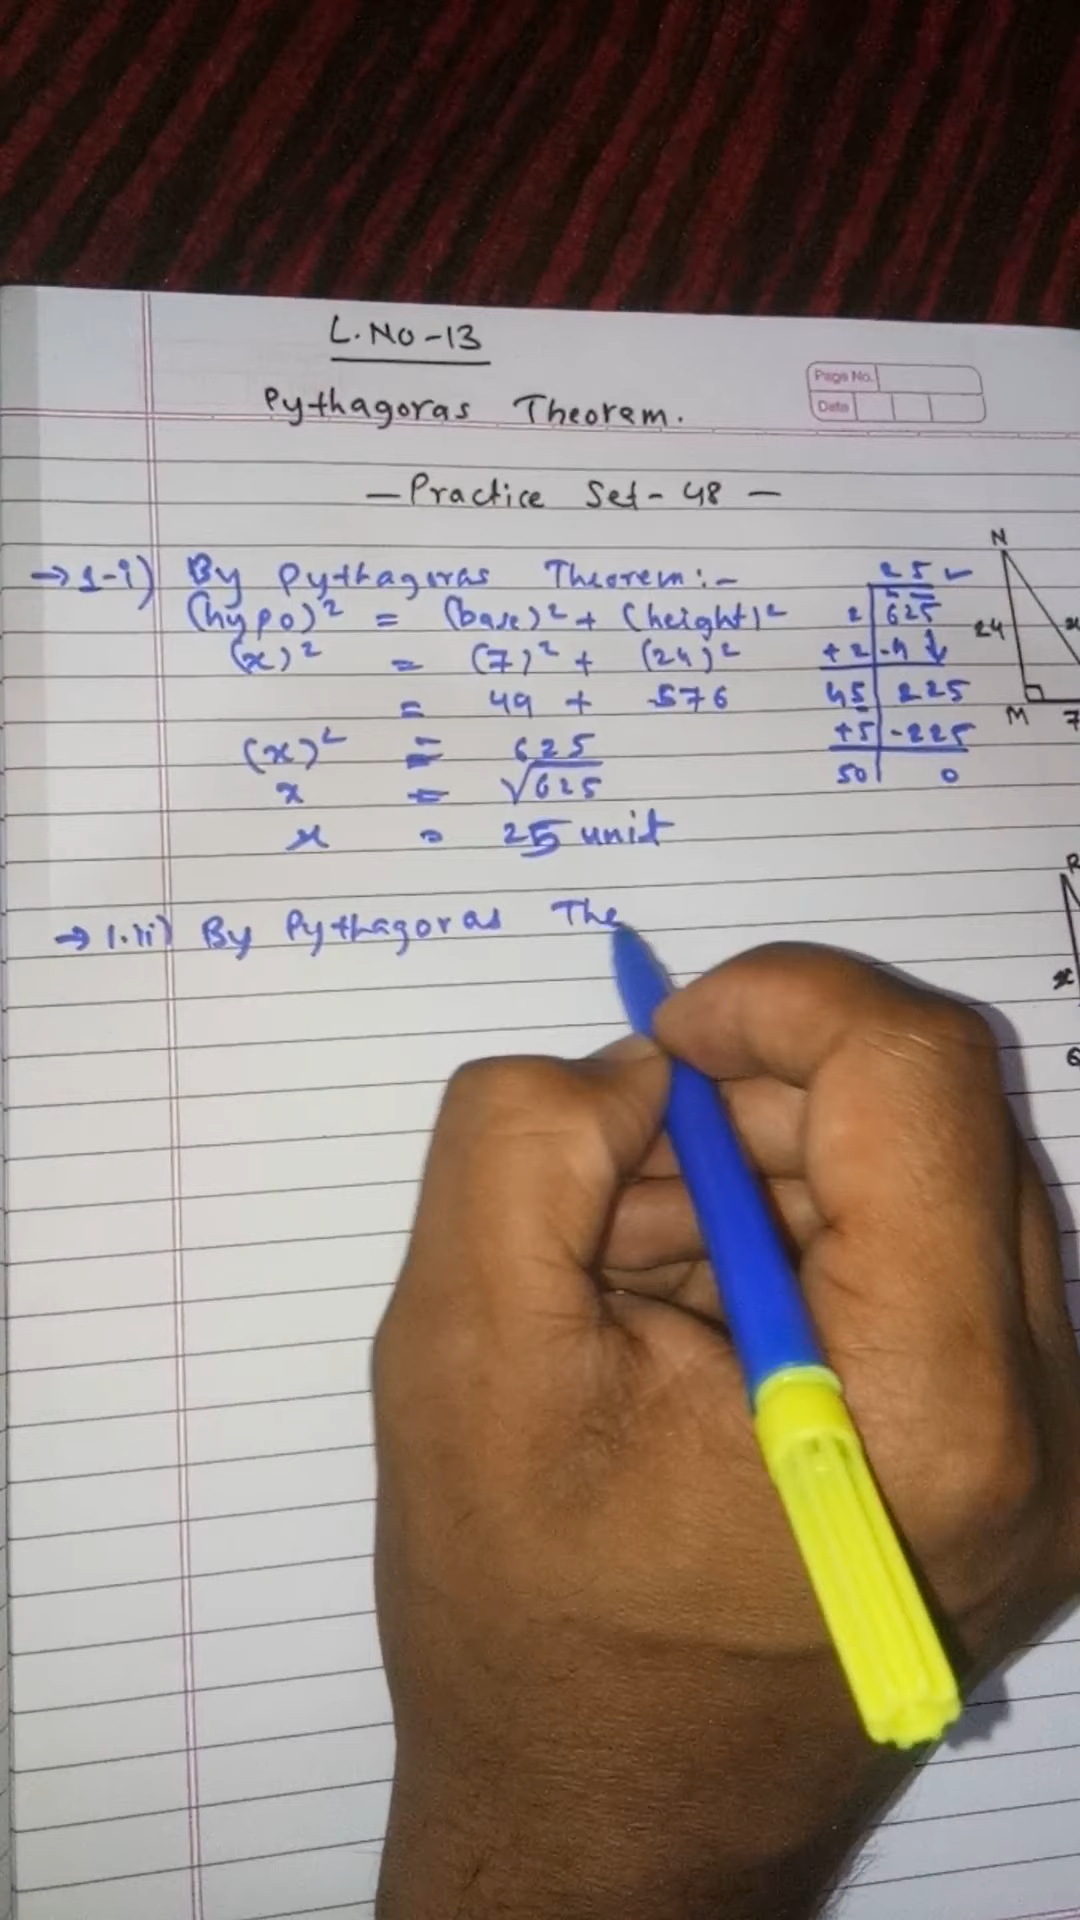 L.No-13
Page No.
Date
Pythagoras Theoram.
- Practice Set-48 -
→1-i) By Pythagoras Theorem:-
(hypo)² = (base)² + (height)²
(x)² = (7)² + (24)²
= 49 + 576
(x)² = 625
x = √625
x = 25 unit
25
2 625
+2 -4 ↓
45 225
+5 -225
50 0
N
24 x
M 7
→ 1.ii) By Pythagoras The
R
x